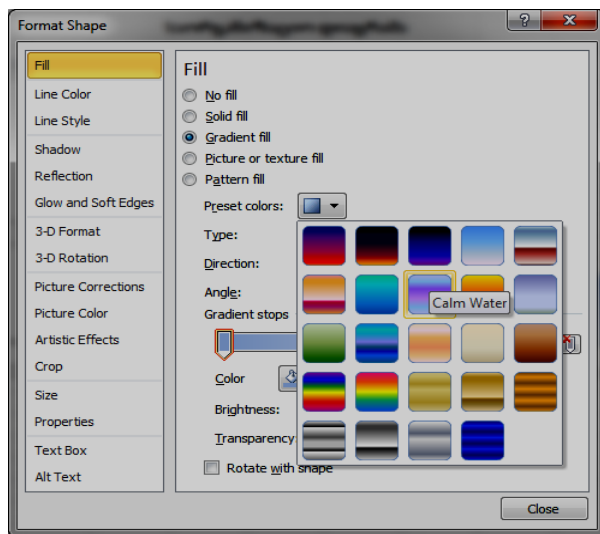 Format Shape
Fill
Line Color
Line Style
Shadow
Reflection
Glow and Soft Edges
3-D Format
3-D Rotation
Picture Corrections
Picture Color
Artistic Effects
Crop
Size
Properties
Text Box
Alt Text
Fill
No fill
Solid fill
Gradient fill
Picture or texture fill
Pattern fill
Preset colors:
Type:
Direction:
Angle:
Calm Water
Gradient stops
Color
Brightness:
Transparency
Rotate with shape
Close